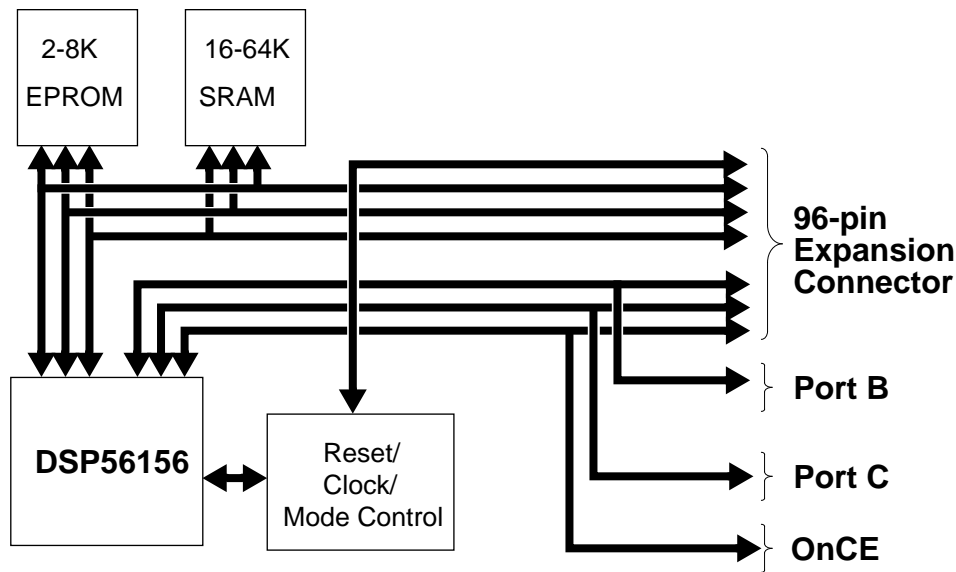 2-8K
EPROM
16-64K
SRAM
96-pin
Expansion
Connector
Port B
DSP56156
Reset/
Clock/
Mode Control
Port C
OnCE